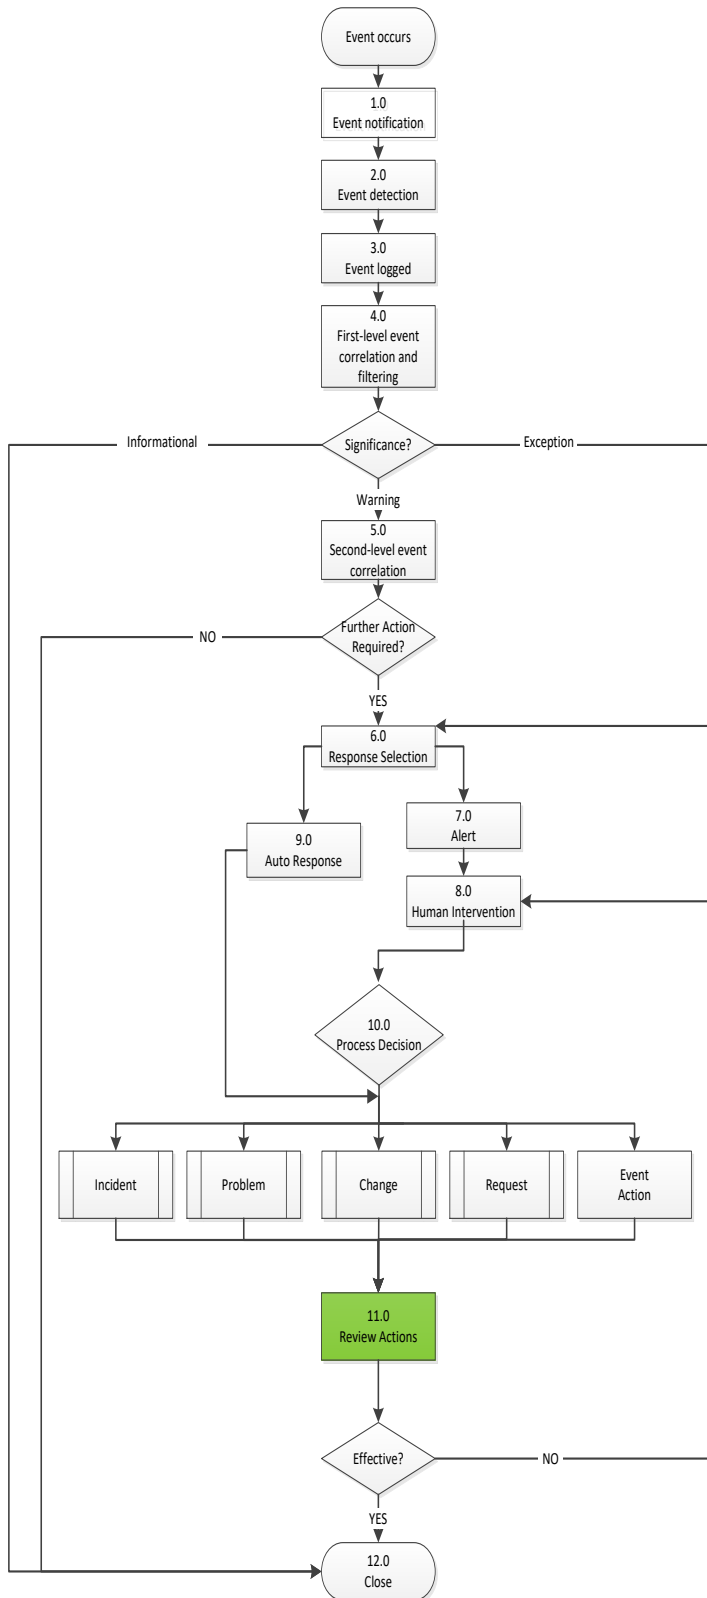 Event occurs
1.0
Event notification
2.0
Event detection
3.0
Event logged
4.0
First-level event
correlation and
filtering
Informational
Significance?
Exception
Warning
5.0
Second-level event
correlation
NO
Further Action
Required?
YES
6.0
Response Selection
7.0
Alert
9.0
Auto Response
8.0
Human Intervention
10.0
Process Decision
Incident
Problem
Change
Request
Event
Action
11.0
Review Actions
Effective?
NO
YES
12.0
Close